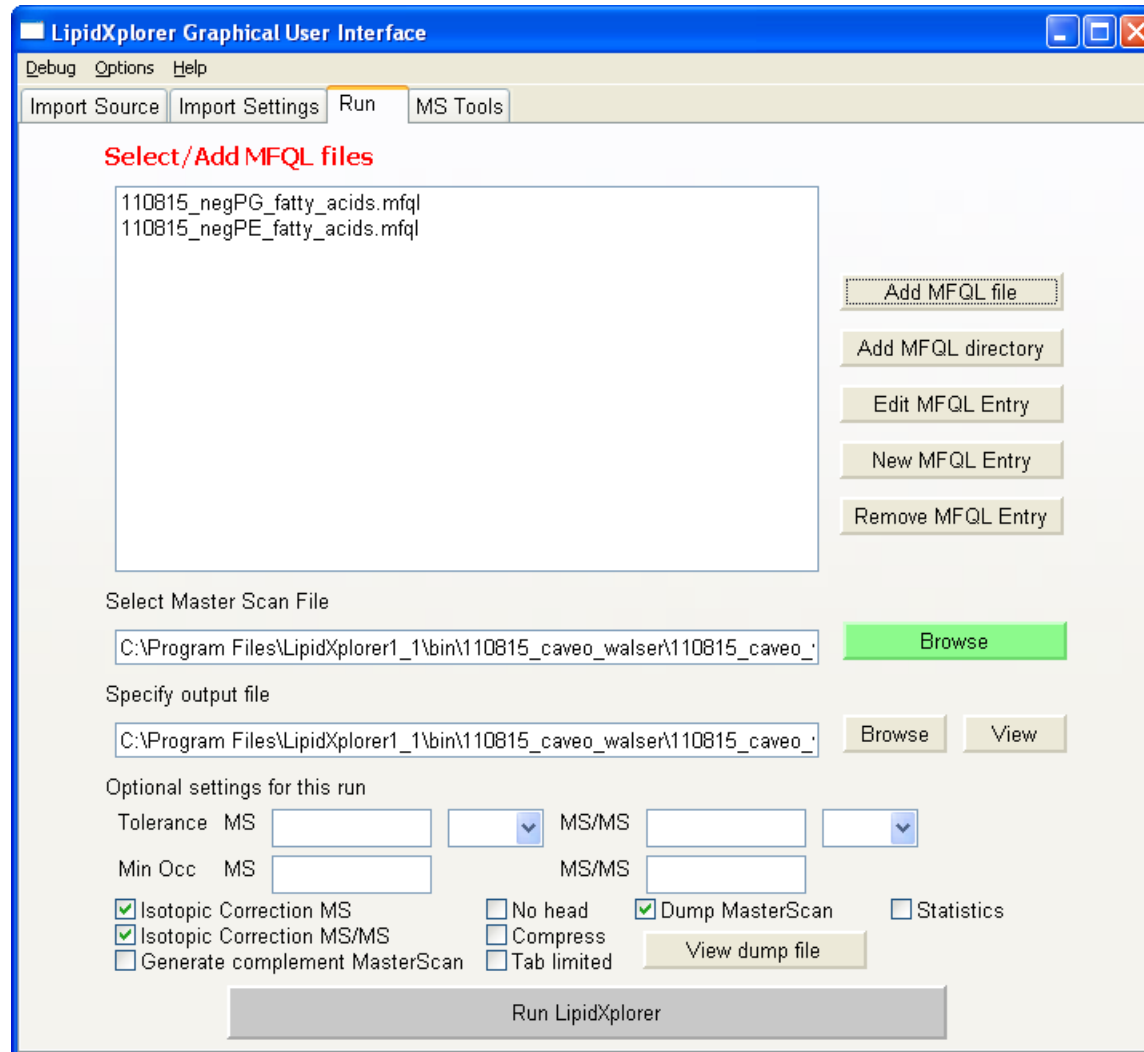 LipidXplorer Graphical User Interface
Debug Options Help
Import Source Import Settings Run MS Tools
Select/Add MFQL files
110815_negPG_fatty_acids.mfql
110815_negPE_fatty_acids.mfql
Add MFQL file
Add MFQL directory
Edit MFQL Entry
New MFQL Entry
Remove MFQL Entry
Select Master Scan File
C:\Program Files\LipidXplorer1_1\bin\110815_caveo_walser\110815_caveo_ Browse
Specify output file
C:\Program Files\LipidXplorer1_1\bin\110815_caveo_walser\110815_caveo_ Browse View
Optional settings for this run
Tolerance MS MS/MS
Min Occ MS MS/MS
Isotopic Correction MS No head Dump MasterScan Statistics
Isotopic Correction MS/MS Compress View dump file
Generate complement MasterScan Tab limited
Run LipidXplorer